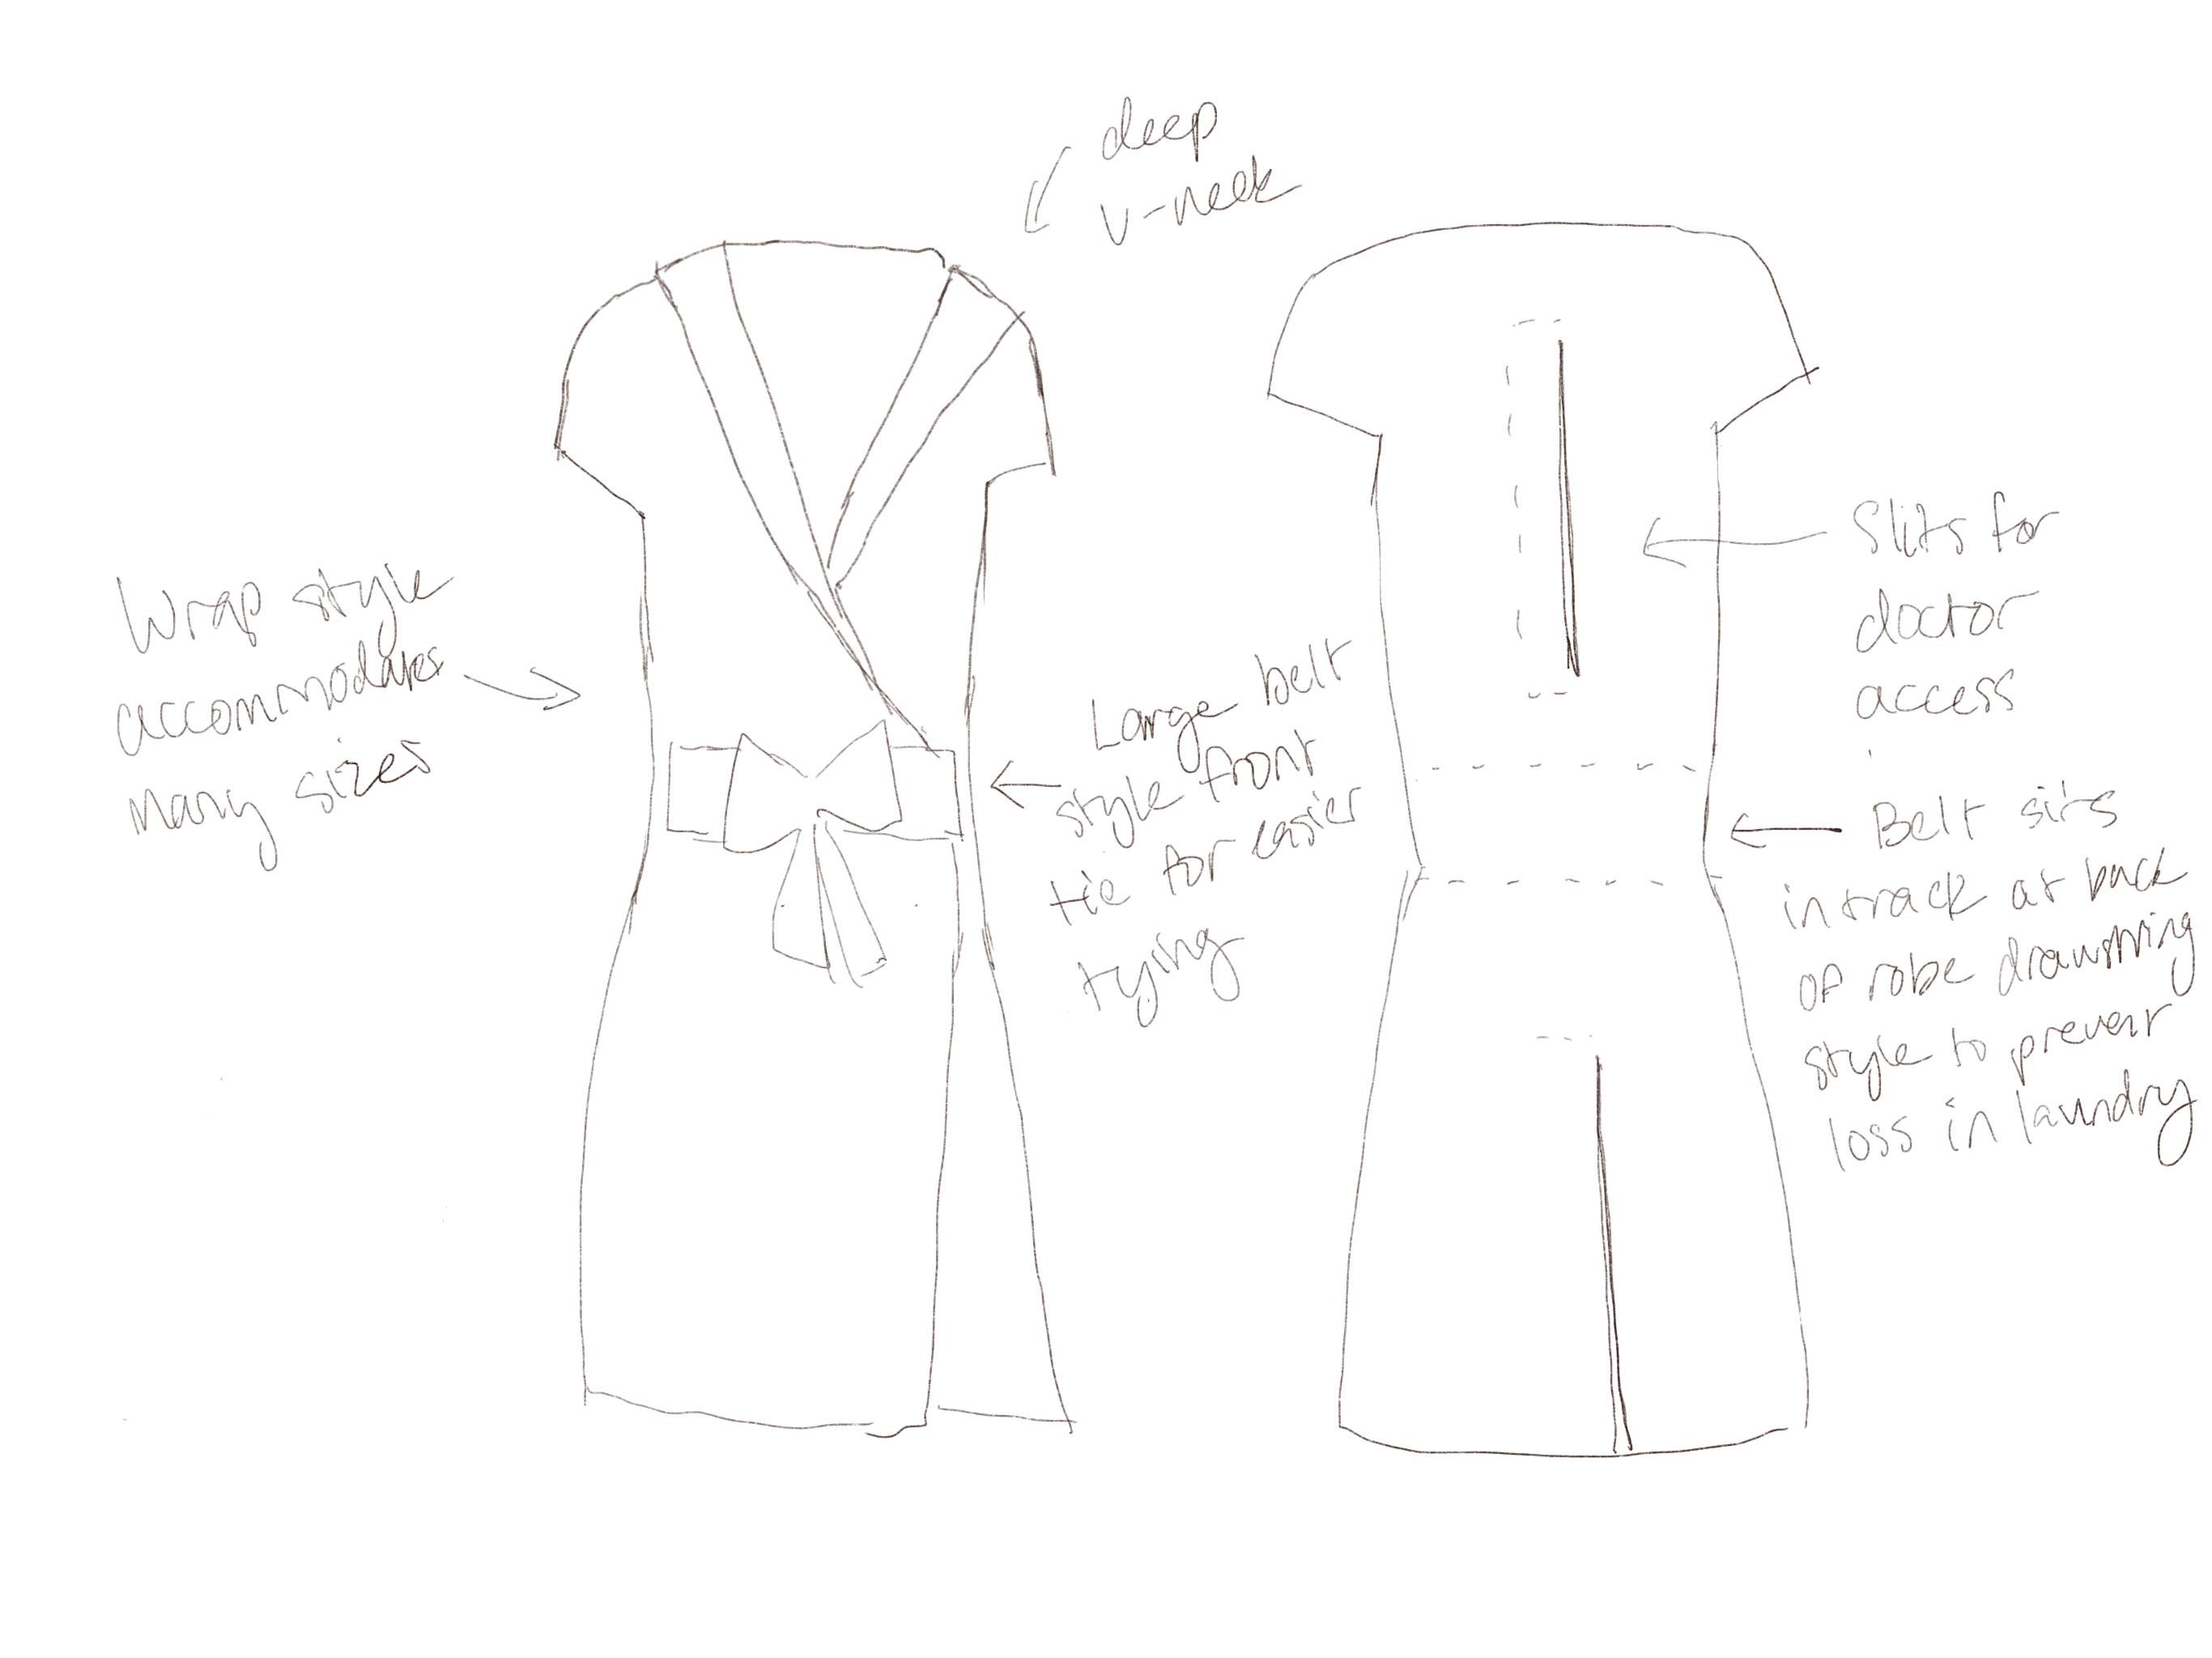 deep
v-neck
Wrap style
accommodates
many sizes
Large belt
style front
tie for easier
tying
Slits for
doctor
access
Belt sits
in track at back
of robe drawstring
style to prevent
loss in laundry